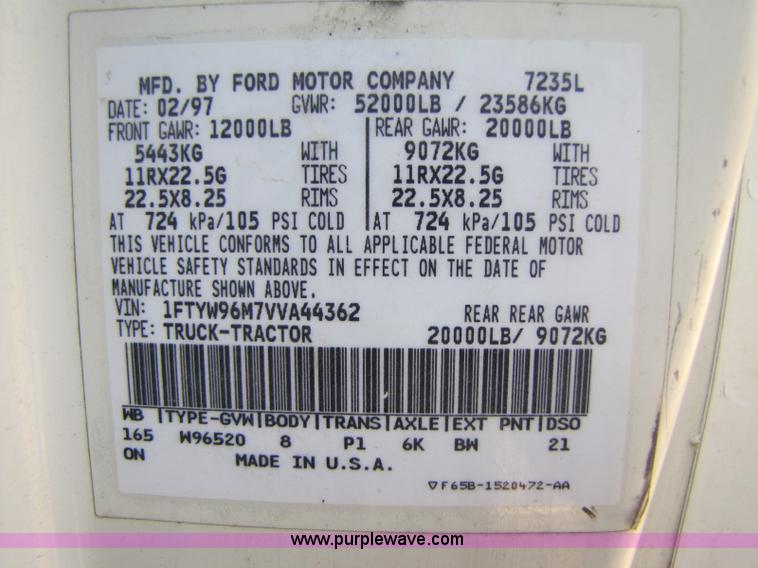 MFD. BY FORD MOTOR COMPANY 7235L
DATE: 02/97 GVWR: 52000LB / 23586KG
FRONT GAWR: 12000LB REAR GAWR: 20000LB
5443KG WITH 9072KG WITH
11RX22.5G TIRES 11RX22.5G TIRES
22.5X8.25 RIMS 22.5X8.25 RIMS
AT 724 kPa/105 PSI COLD AT 724 kPa/105 PSI COLD
THIS VEHICLE CONFORMS TO ALL APPLICABLE FEDERAL MOTOR
VEHICLE SAFETY STANDARDS IN EFFECT ON THE DATE OF
MANUFACTURE SHOWN ABOVE.
VIN: 1FTYW96M7VVA44362 REAR REAR GAWR
TYPE: TRUCK-TRACTOR 20000LB/ 9072KG
WB |TYPE-GVW|BODY|TRANS|AXLE|EXT PNT|DSO
165 W96520 8 P1 6K BW 21
ON MADE IN U.S.A.
▽F65B-1520472-AA
www.purplewave.com